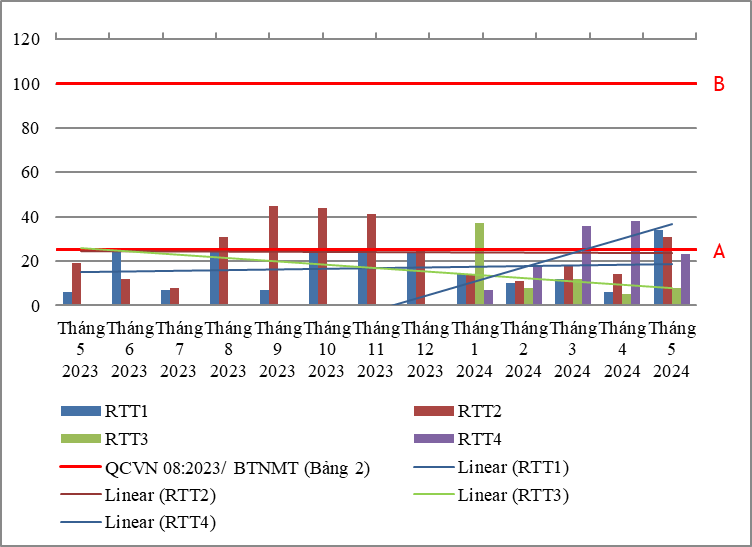 120
100
B
80
60
40
A
20
0
Tháng Tháng Tháng Tháng Tháng Tháng Tháng Tháng Tháng Tháng Tháng Tháng Tháng
5 6 7 8 9 10 11 12 1 2 3 4 5
2023 2023 2023 2023 2023 2023 2023 2023 2024 2024 2024 2024 2024
RTT1 RTT2
RTT3 RTT4
QCVN 08:2023/ BTNMT (Bảng 2) Linear (RTT1)
Linear (RTT2) Linear (RTT3)
Linear (RTT4)